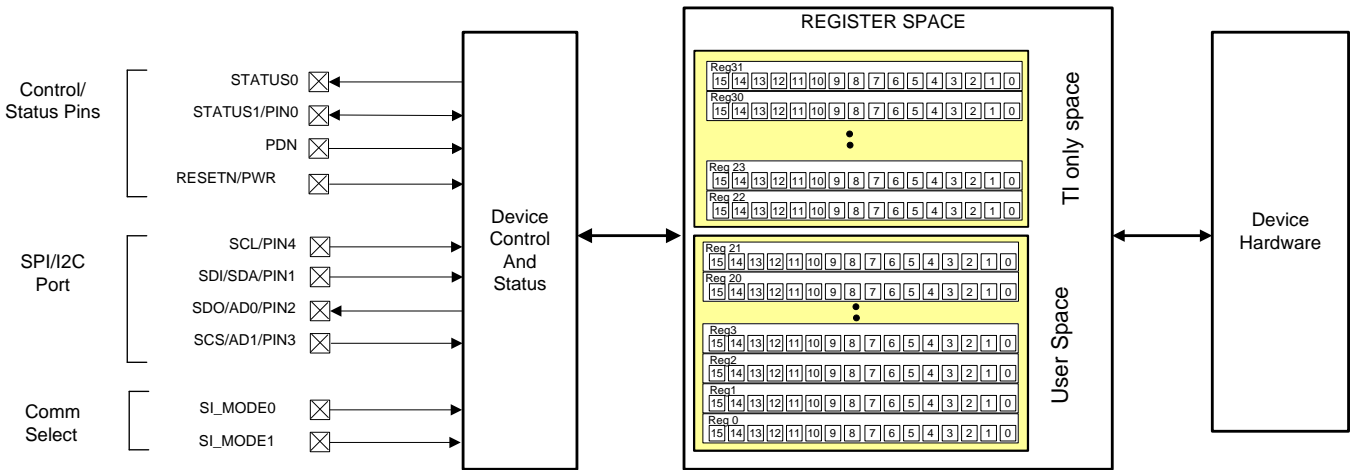 Control/
Status Pins
STATUS0
STATUS1/PIN0
PDN
RESETN/PWR
SPI/I2C
Port
SCL/PIN4
SDI/SDA/PIN1
SDO/AD0/PIN2
SCS/AD1/PIN3
Comm
Select
SI_MODE0
SI_MODE1
Device
Control
And
Status
REGISTER SPACE
Reg31
15 14 13 12 11 10 9 8 7 6 5 4 3 2 1 0
Reg30
15 14 13 12 11 10 9 8 7 6 5 4 3 2 1 0
Reg 23
15 14 13 12 11 10 9 8 7 6 5 4 3 2 1 0
Reg 22
15 14 13 12 11 10 9 8 7 6 5 4 3 2 1 0
TI only space
Reg 21
15 14 13 12 11 10 9 8 7 6 5 4 3 2 1 0
Reg 20
15 14 13 12 11 10 9 8 7 6 5 4 3 2 1 0
Reg3
15 14 13 12 11 10 9 8 7 6 5 4 3 2 1 0
Reg2
15 14 13 12 11 10 9 8 7 6 5 4 3 2 1 0
Reg1
15 14 13 12 11 10 9 8 7 6 5 4 3 2 1 0
Reg 0
15 14 13 12 11 10 9 8 7 6 5 4 3 2 1 0
User Space
Device
Hardware